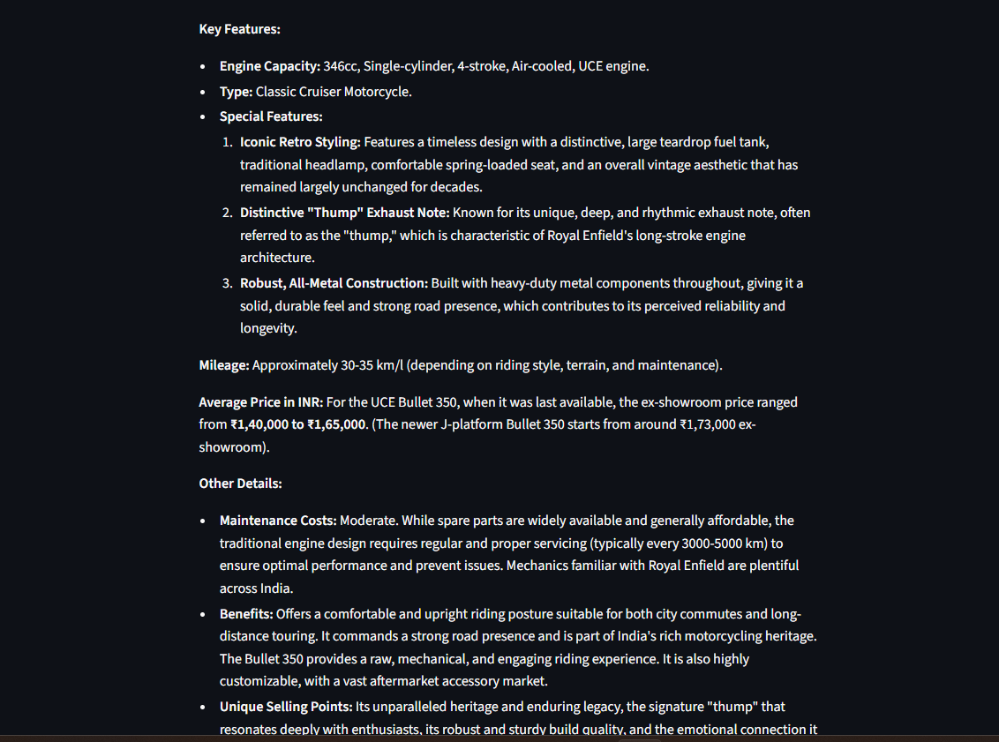 Key Features:
• Engine Capacity: 346cc, Single-cylinder, 4-stroke, Air-cooled, UCE engine.
• Type: Classic Cruiser Motorcycle.
• Special Features:
1. Iconic Retro Styling: Features a timeless design with a distinctive, large teardrop fuel tank,
traditional headlamp, comfortable spring-loaded seat, and an overall vintage aesthetic that has
remained largely unchanged for decades.
2. Distinctive "Thump" Exhaust Note: Known for its unique, deep, and rhythmic exhaust note, often
referred to as the "thump," which is characteristic of Royal Enfield's long-stroke engine
architecture.
3. Robust, All-Metal Construction: Built with heavy-duty metal components throughout, giving it a
solid, durable feel and strong road presence, which contributes to its perceived reliability and
longevity.
Mileage: Approximately 30-35 km/l (depending on riding style, terrain, and maintenance).
Average Price in INR: For the UCE Bullet 350, when it was last available, the ex-showroom price ranged
from ₹1,40,000 to ₹1,65,000. (The newer J-platform Bullet 350 starts from around ₹1,73,000 ex-
showroom).
Other Details:
• Maintenance Costs: Moderate. While spare parts are widely available and generally affordable, the
traditional engine design requires regular and proper servicing (typically every 3000-5000 km) to
ensure optimal performance and prevent issues. Mechanics familiar with Royal Enfield are plentiful
across India.
• Benefits: Offers a comfortable and upright riding posture suitable for both city commutes and long-
distance touring. It commands a strong road presence and is part of India's rich motorcycling heritage.
The Bullet 350 provides a raw, mechanical, and engaging riding experience. It is also highly
customizable, with a vast aftermarket accessory market.
• Unique Selling Points: Its unparalleled heritage and enduring legacy, the signature "thump" that
resonates deeply with enthusiasts, its robust and sturdy build quality, and the emotional connection it